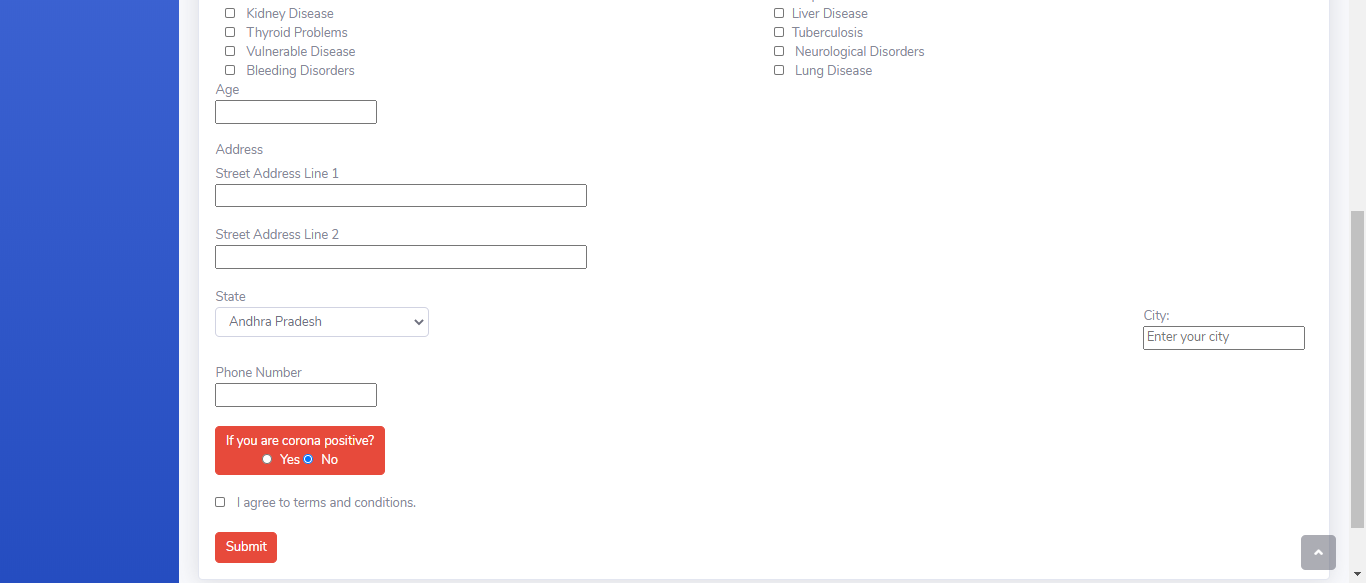 Kidney Disease
Liver Disease
Thyroid Problems
Tuberculosis
Vulnerable Disease
Neurological Disorders
Bleeding Disorders
Lung Disease
Age
Address
Street Address Line 1
Street Address Line 2
State
Andhra Pradesh
City:
Enter your city
Phone Number
If you are corona positive?
Yes No
I agree to terms and conditions.
Submit